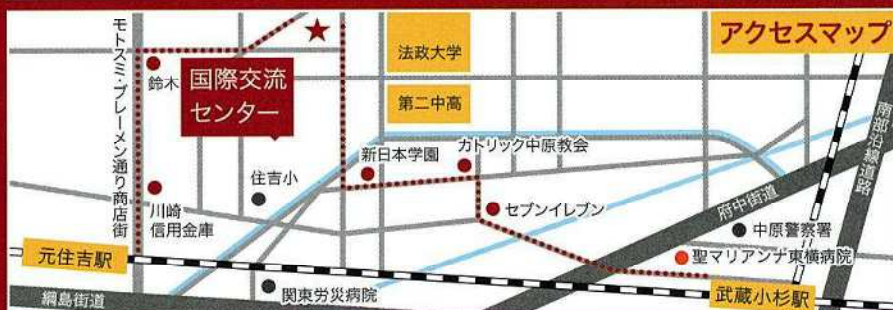 アクセスマップ
モトスミ・ブレーメン通り商店街
鈴木
国際交流
センター
法政大学
第二中高
新日本学園
カトリック中原教会
住吉小
川崎
信用金庫
セブンイレブン
府中街道
南部沿線道路
中原警察署
聖マリアンナ東横病院
元住吉駅
綱島街道
関東労災病院
武蔵小杉駅